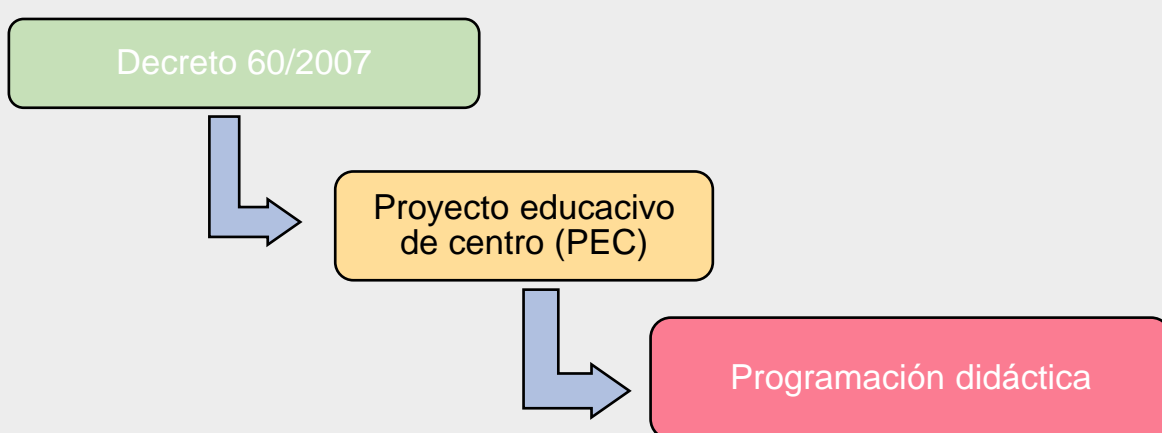 Decreto 60/2007
Proyecto educacivo
de centro (PEC)
Programación didáctica